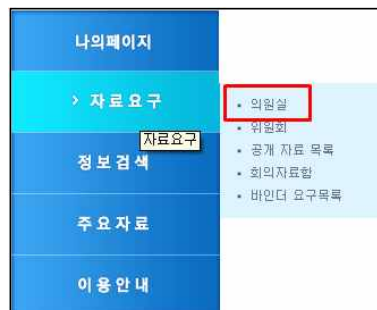 나의페이지
› 자료요구
자료요구
정보검색
주요자료
이용안내
▪ 의원실
▪ 위원회
▪ 공개 자료 목록
▪ 회의자료함
▪ 바인더 요구목록